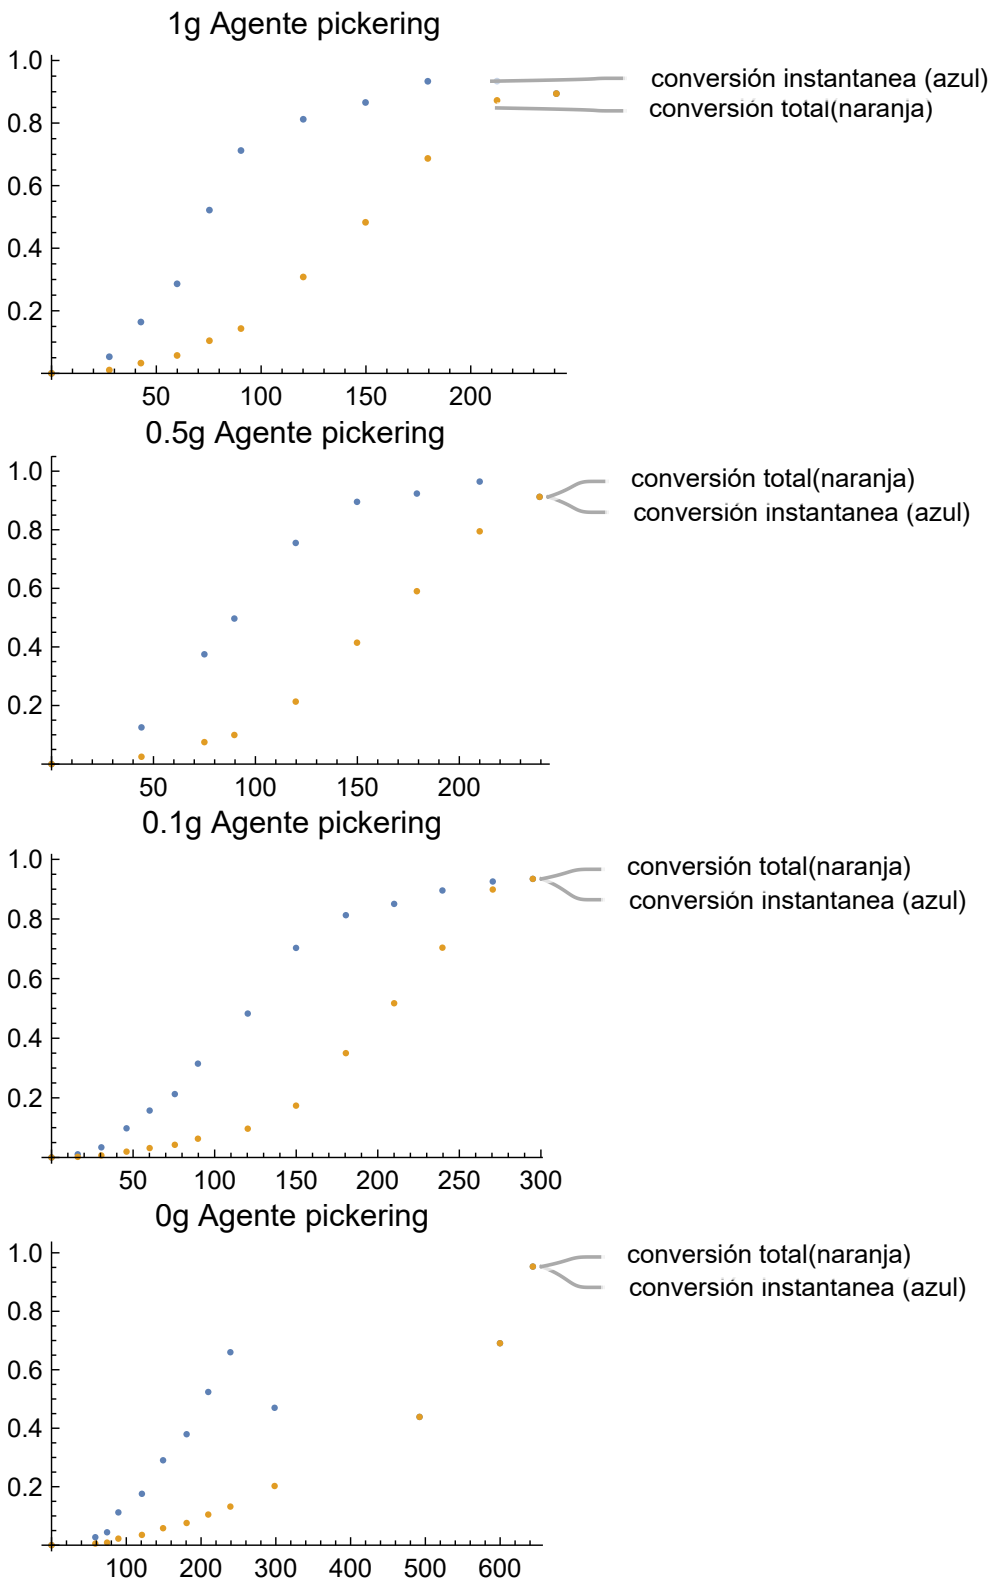 1g Agente pickering
1.0
conversión instantanea (azul)
conversión total(naranja)
0.8
0.6
0.4
0.2
50 100 150 200
0.5g Agente pickering
1.0
conversión total(naranja)
conversión instantanea (azul)
0.8
0.6
0.4
0.2
50 100 150 200
0.1g Agente pickering
1.0
conversión total(naranja)
conversión instantanea (azul)
0.8
0.6
0.4
0.2
50 100 150 200 250 300
0g Agente pickering
1.0
conversión total(naranja)
conversión instantanea (azul)
0.8
0.6
0.4
0.2
100 200 300 400 500 600